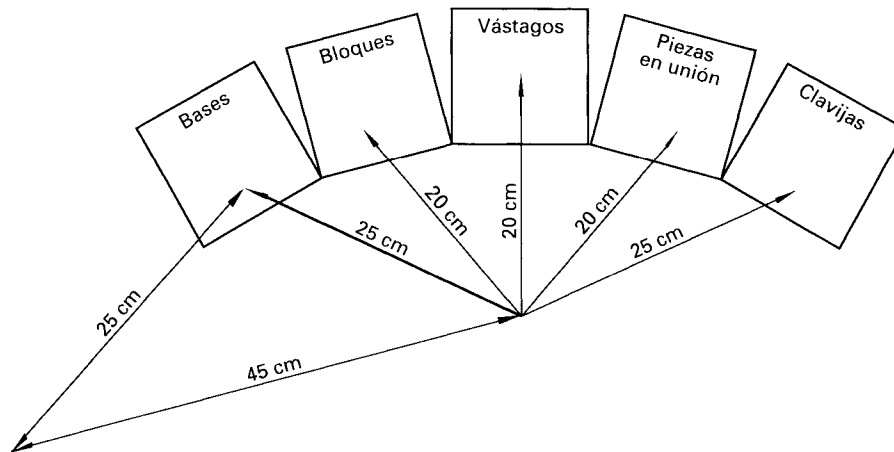 Bases
Bloques
Vástagos
Piezas
en unión
Clavijas
25 cm
20 cm
20 cm
20 cm
25 cm
25 cm
45 cm